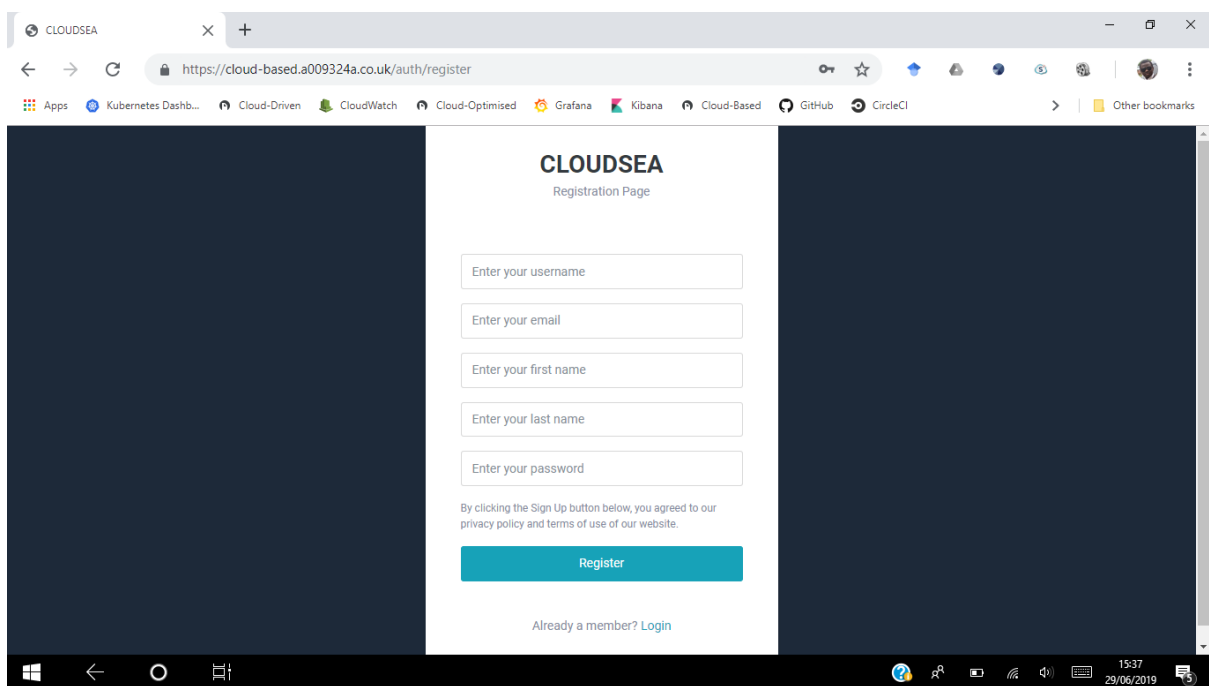 CLOUDSEA
https://cloud-based.a009324a.co.uk/auth/register
Apps Kubernetes Dashb... Cloud-Driven CloudWatch Cloud-Optimised Grafana Kibana Cloud-Based GitHub CircleCI Other bookmarks
CLOUDSEA
Registration Page
Enter your username
Enter your email
Enter your first name
Enter your last name
Enter your password
By clicking the Sign Up button below, you agreed to our
privacy policy and terms of use of our website.
Register
Already a member? Login
15:37
29/06/2019
5